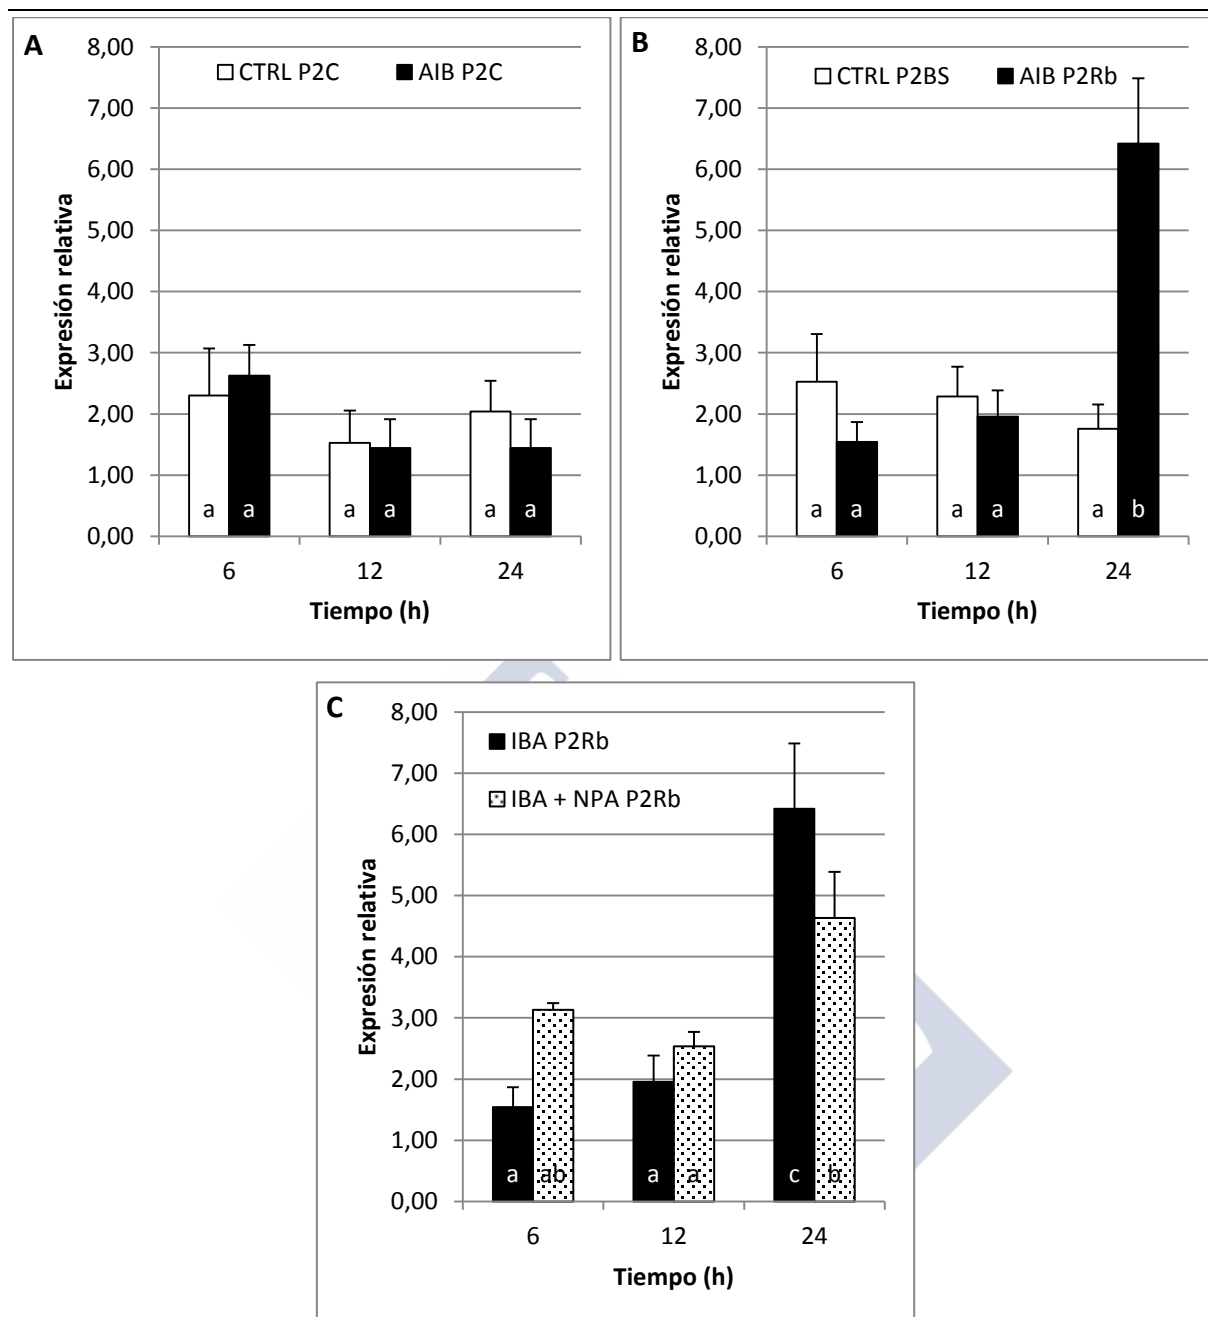 A
CTRL P2C AIB P2C
8,00
7,00
6,00
5,00
4,00
3,00
2,00
1,00
0,00
Expresión relativa
a a a a a a
6 12 24
Tiempo (h)
B
CTRL P2BS AIB P2Rb
8,00
7,00
6,00
5,00
4,00
3,00
2,00
1,00
0,00
Expresión relativa
a a a a a b
6 12 24
Tiempo (h)
C
IBA P2Rb
IBA + NPA P2Rb
8,00
7,00
6,00
5,00
4,00
3,00
2,00
1,00
0,00
Expresión relativa
a ab a a c b
6 12 24
Tiempo (h)